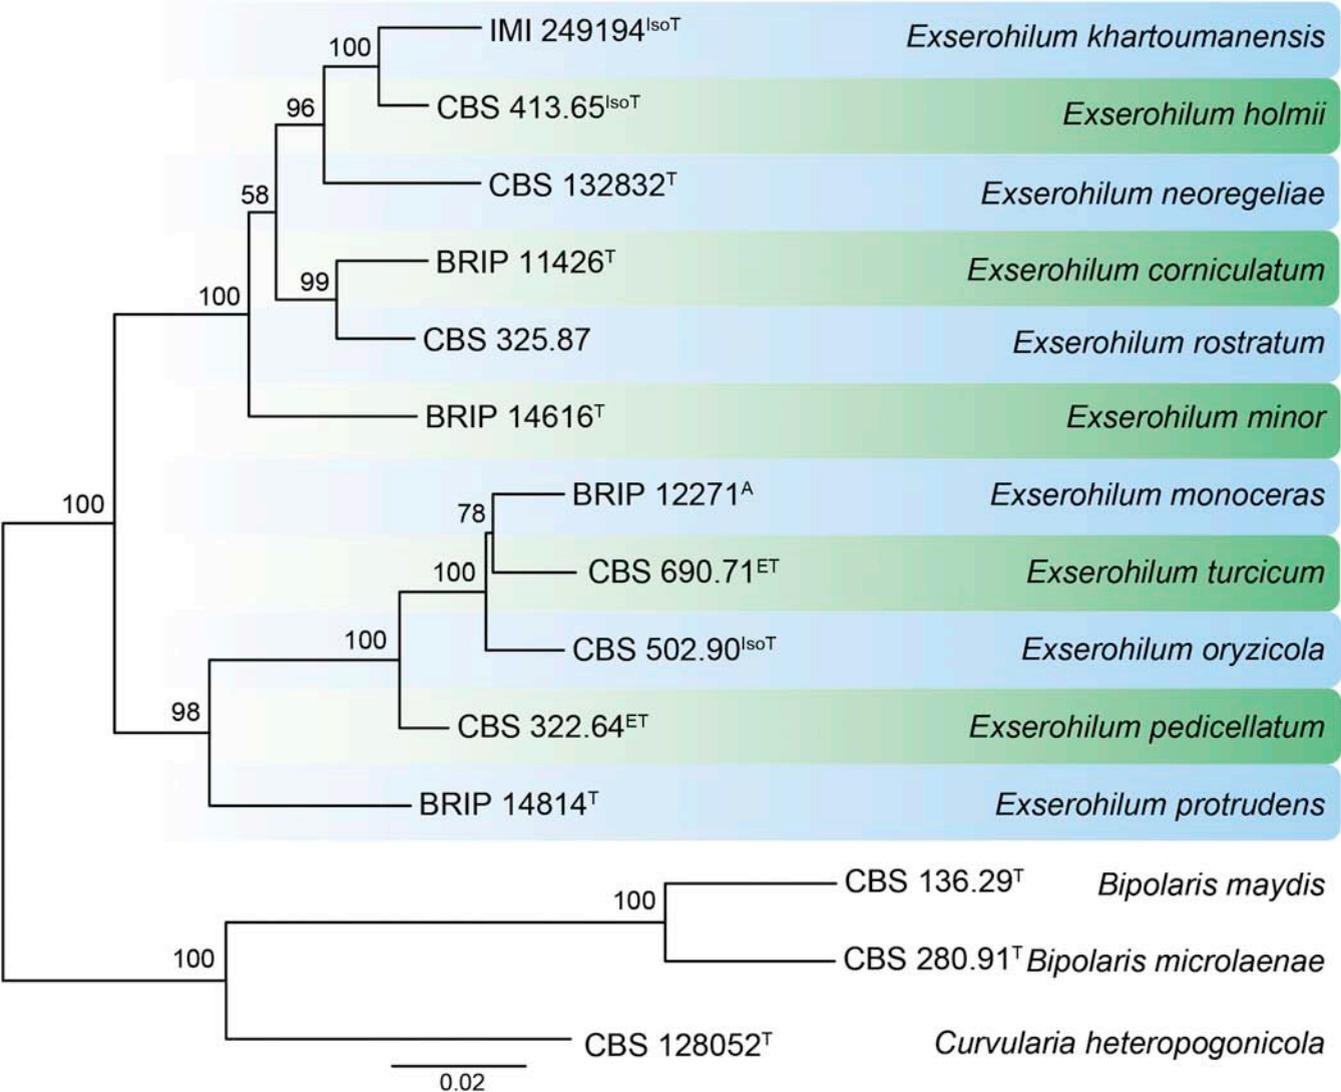 IMI 249194IsoT Exserohilum khartoumanensis
100
CBS 413.65IsoT Exserohilum holmii
96
CBS 132832T Exserohilum neoregeliae
58
BRIP 11426T Exserohilum corniculatum
99
100
CBS 325.87 Exserohilum rostratum
BRIP 14616T Exserohilum minor
BRIP 12271A Exserohilum monoceras
100
78
CBS 690.71ET Exserohilum turcicum
100
CBS 502.90IsoT Exserohilum oryzicola
100
CBS 322.64ET Exserohilum pedicellatum
98
BRIP 14814T Exserohilum protrudens
CBS 136.29T Bipolaris maydis
100
CBS 280.91T Bipolaris microlaenae
100
CBS 128052T Curvularia heteropogonicola
0.02